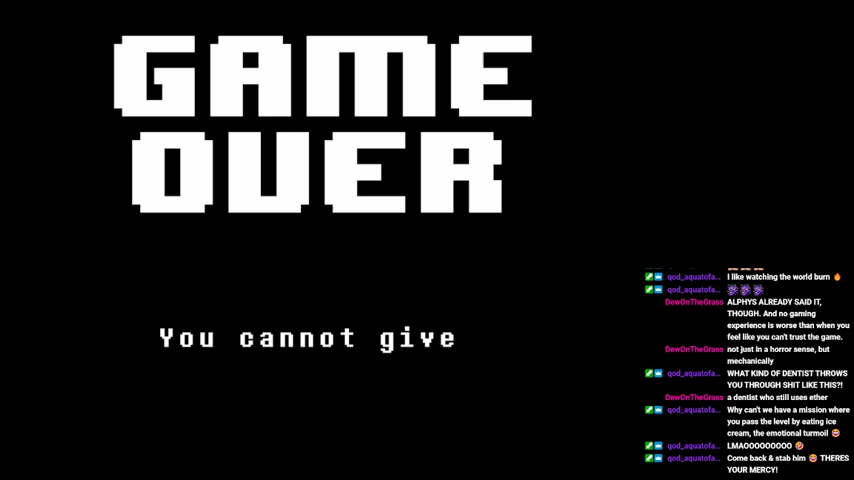 GAME
OVER
You cannot give
qod_aquatofa... I like watching the world burn 🔥
qod_aquatofa...
DewOnTheGrass ALPHYS ALREADY SAID IT,
THOUGH. And no gaming
experience is worse than when you
feel like you can't trust the game.
DewOnTheGrass not just in a horror sense, but
mechanically
qod_aquatofa... WHAT KIND OF DENTIST THROWS
YOU THROUGH SHIT LIKE THIS?!
DewOnTheGrass a dentist who still uses ether
qod_aquatofa... Why can't we have a mission where
you pass the level by eating ice
cream, the emotional turmoil
qod_aquatofa... LMAOOOOOOOOO 🤣
qod_aquatofa... Come back & stab him THERES
YOUR MERCY!